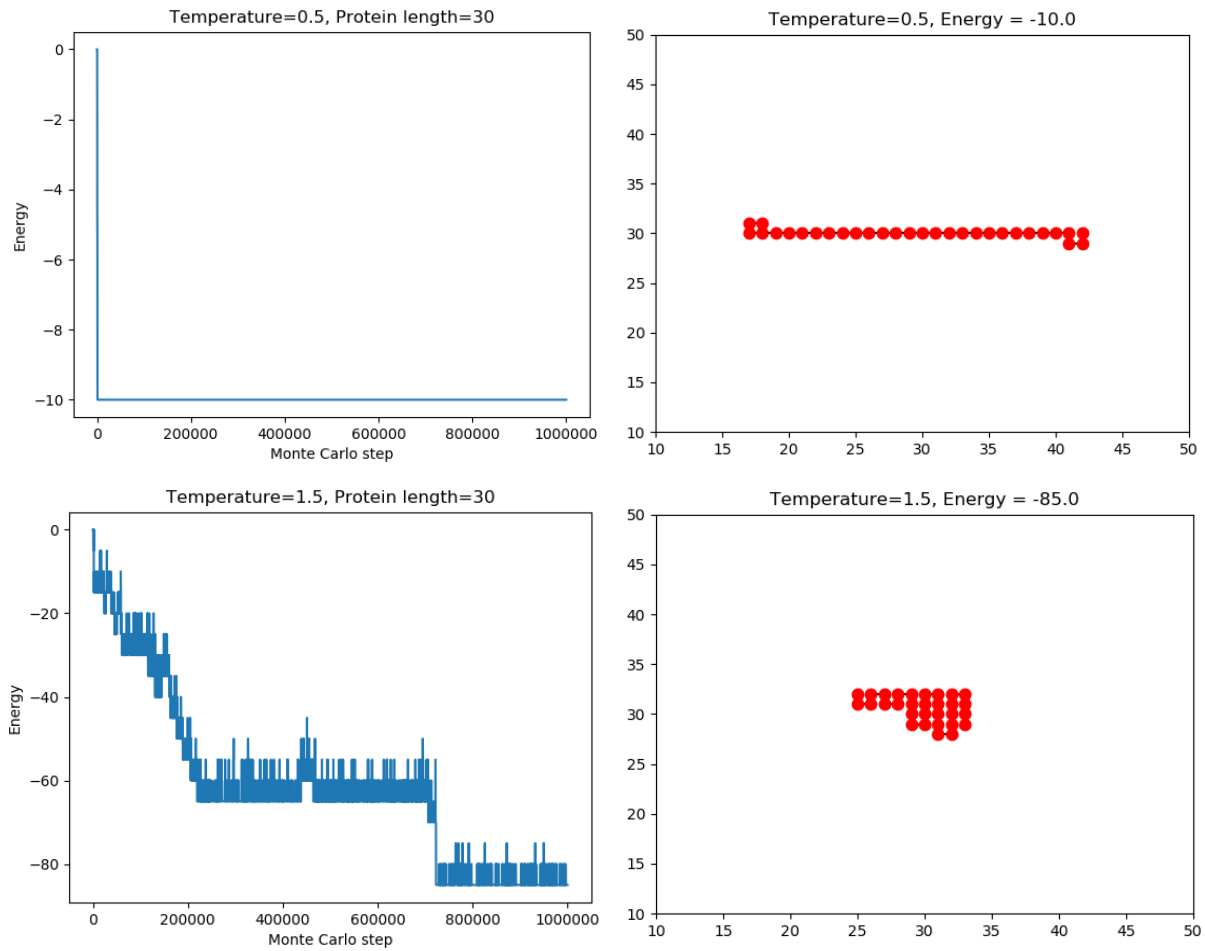 Temperature=0.5, Protein length=30
0
−2
−4
−6
−8
−10
Energy
0 200000 400000 600000 800000 1000000
Monte Carlo step
Temperature=0.5, Energy = -10.0
50
45
40
35
30
25
20
15
10
10 15 20 25 30 35 40 45 50
Temperature=1.5, Protein length=30
0
−20
−40
−60
−80
Energy
0 200000 400000 600000 800000 1000000
Monte Carlo step
Temperature=1.5, Energy = -85.0
50
45
40
35
30
25
20
15
10
10 15 20 25 30 35 40 45 50